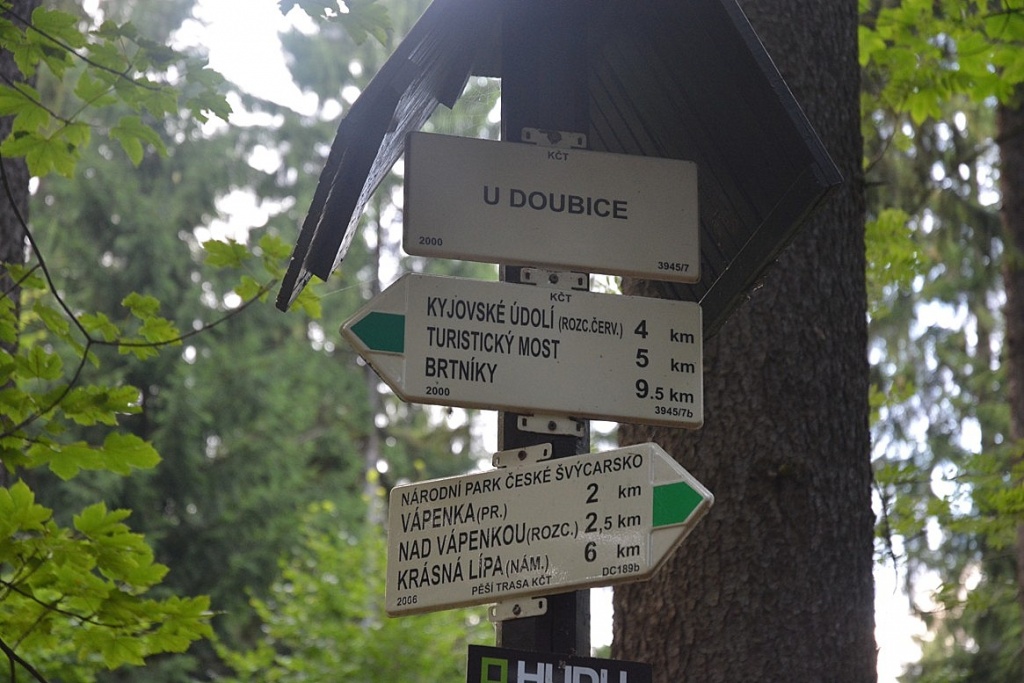 KČT
U DOUBICE
2000 3945/7
KČT
KYJOVSKÉ ÚDOLÍ (ROZC.ČERV.) 4 km
TURISTICKÝ MOST 5 km
BRTNÍKY 9.5 km
2000 3945/7b
NÁRODNÍ PARK ČESKÉ ŠVÝCARSKO
VÁPENKA (PR.) 2 km
NAD VÁPENKOU (ROZC.) 2,5 km
KRÁSNÁ LÍPA (NÁM.) 6 km
2006 PĚŠÍ TRASA KČT DC189b